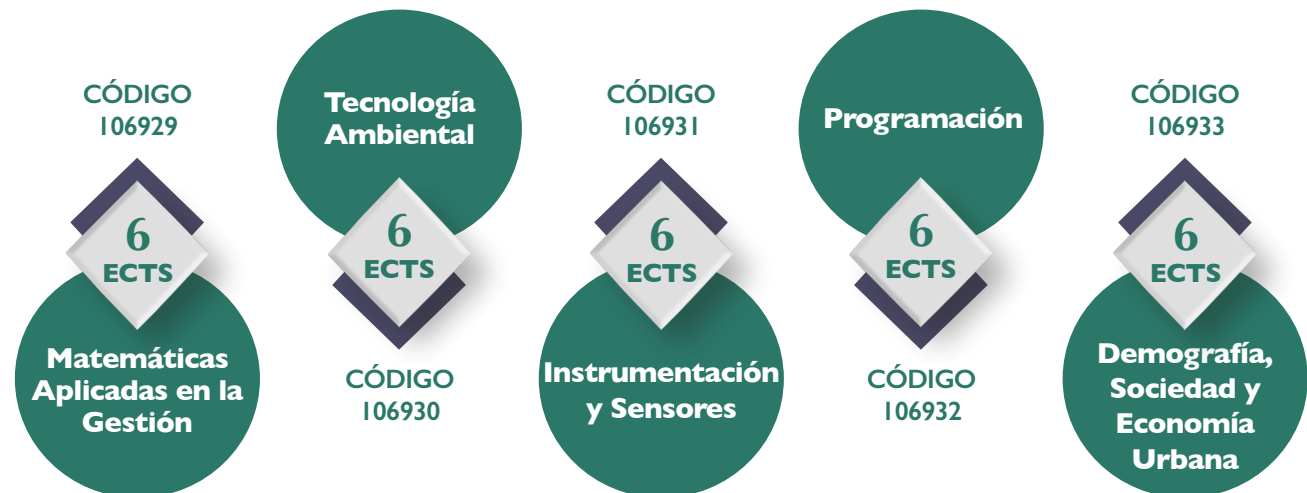 CÓDIGO
106929
6
ECTS
Matemáticas
Aplicadas en la
Gestión
Tecnología
Ambiental
6
ECTS
CÓDIGO
106930
CÓDIGO
106931
6
ECTS
Instrumentación
y Sensores
Programación
6
ECTS
CÓDIGO
106932
CÓDIGO
106933
6
ECTS
Demografía,
Sociedad y
Economía
Urbana